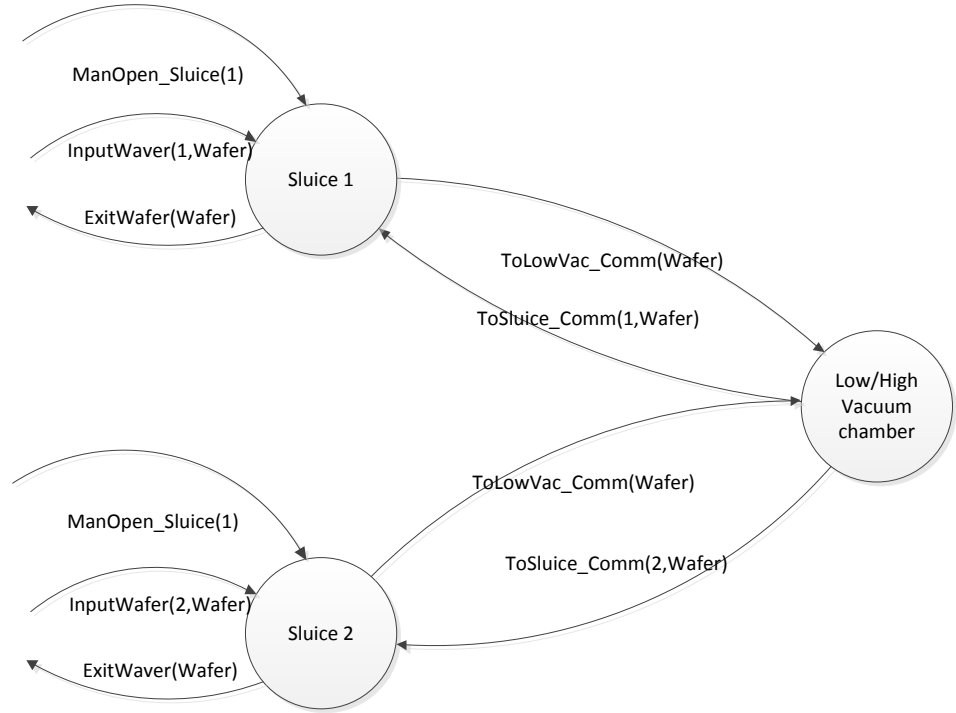 ManOpen_Sluice(1)
InputWaver(1,Wafer)
Sluice 1
ExitWafer(Wafer)
ToLowVac_Comm(Wafer)
ToSluice_Comm(1,Wafer)
Low/High
Vacuum
chamber
ToLowVac_Comm(Wafer)
ManOpen_Sluice(1)
ToSluice_Comm(2,Wafer)
InputWafer(2,Wafer)
Sluice 2
ExitWaver(Wafer)